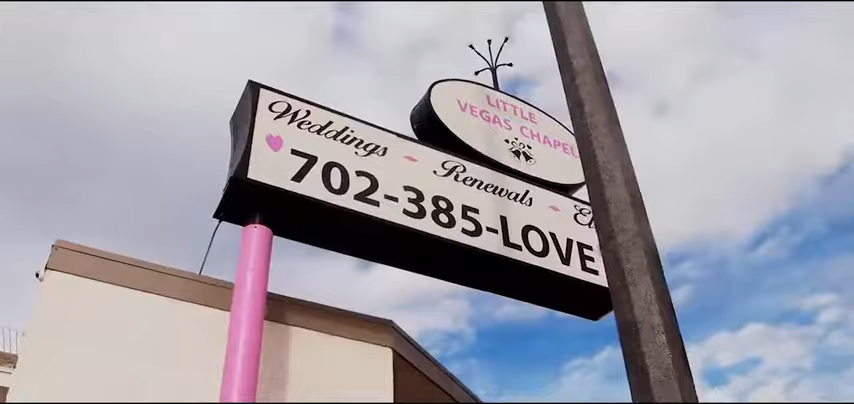 LITTLE
VEGAS CHAPEL
Weddings Renewals
702-385-LOVE